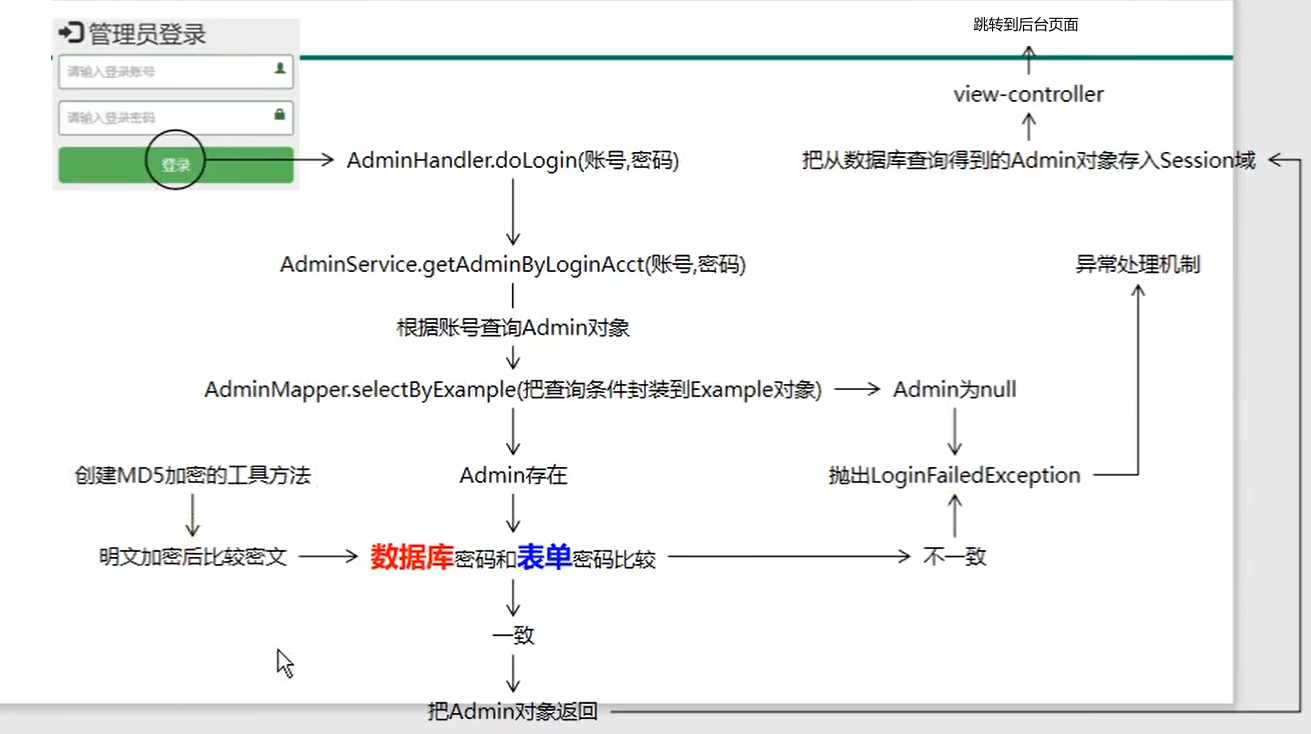 管理员登录
请输入登录账号
请输入登录密码
登录
跳转到后台页面
view-controller
AdminHandler.doLogin(账号,密码)
把从数据库查询得到的Admin对象存入Session域
AdminService.getAdminByLoginAcct(账号,密码)
异常处理机制
根据账号查询Admin对象
AdminMapper.selectByExample(把查询条件封装到Example对象)
Admin为null
创建MD5加密的工具方法
Admin存在
抛出LoginFailedException
明文加密后比较密文
数据库密码和表单密码比较
不一致
一致
把Admin对象返回